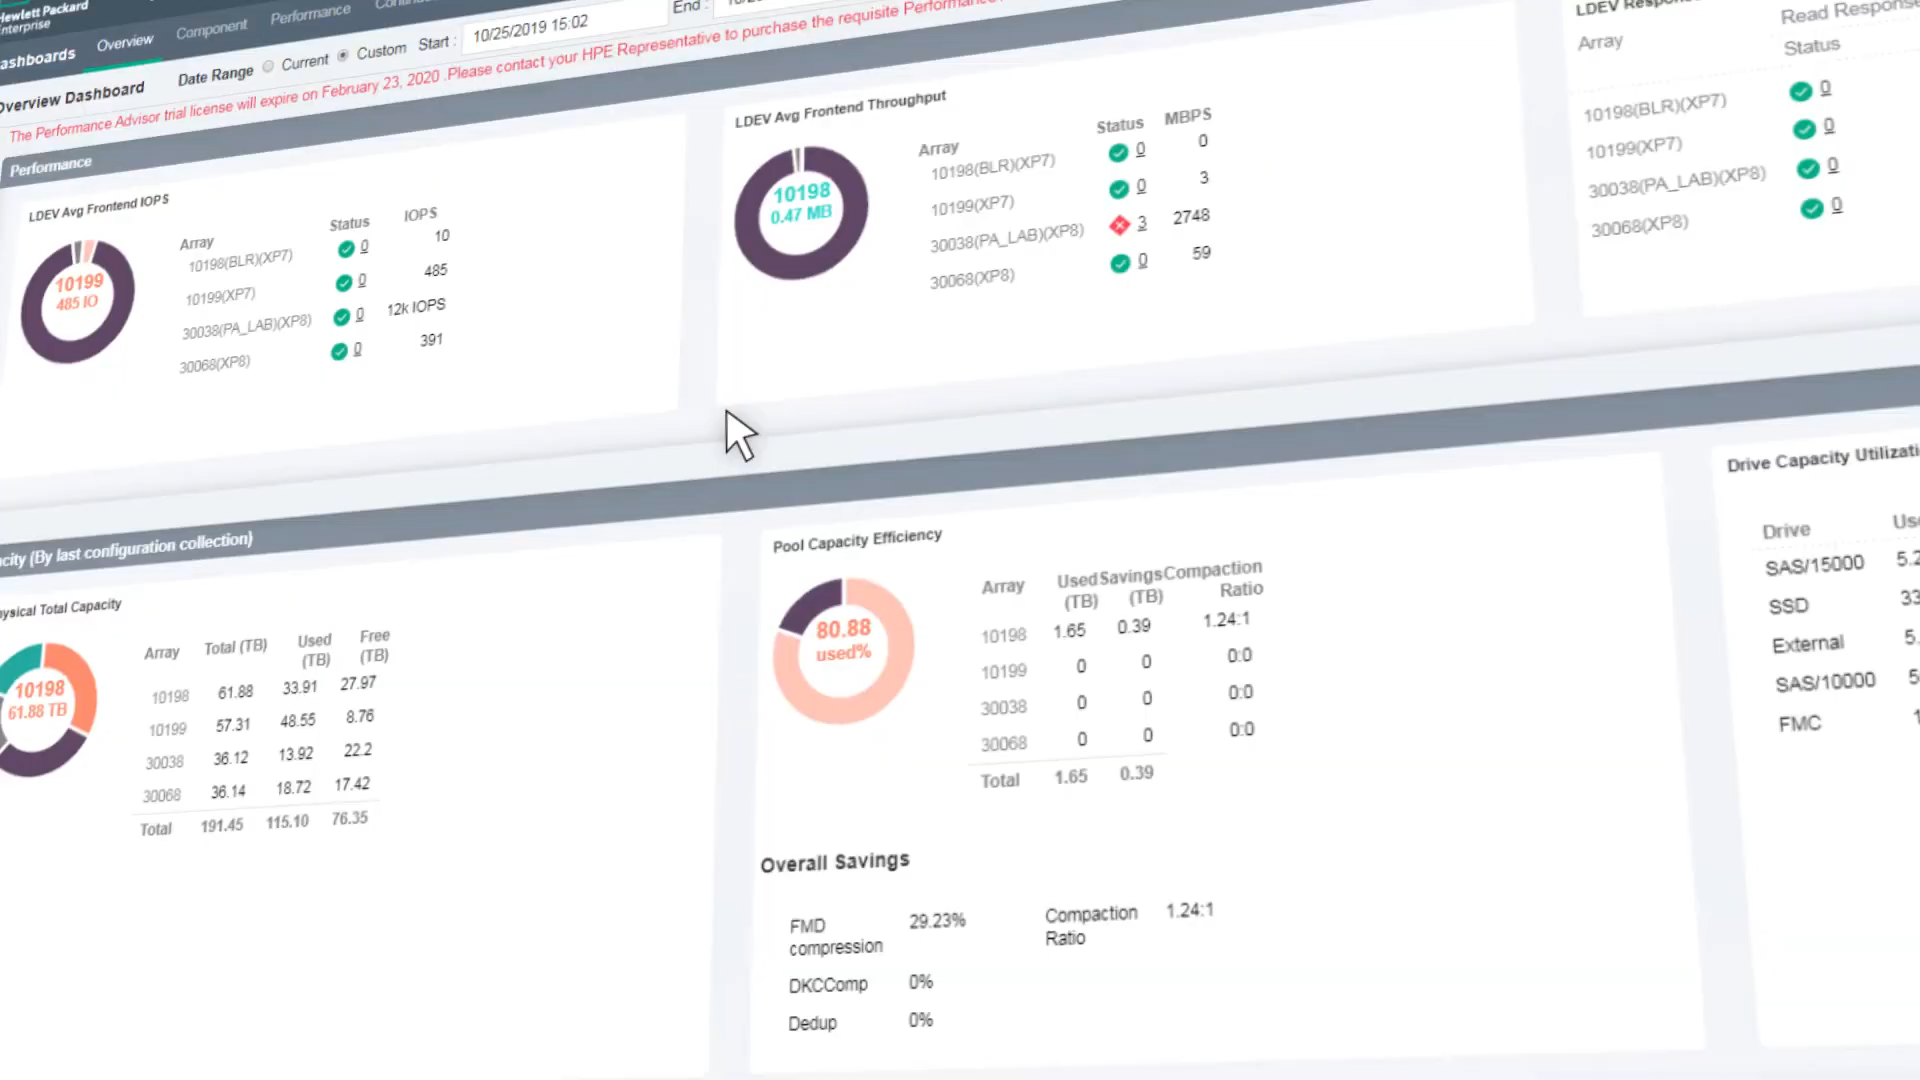 Hewlett Packard
Enterprise
Dashboards Overview Component Performance
Overview Dashboard Date Range Current Custom Start : 10/25/2019 15:02 End :
The Performance Advisor trial license will expire on February 23, 2020 .Please contact your HPE Representative to purchase the requisite
Performance
LDEV Avg Frontend IOPS
10199
485 IO
Array Status IOPS
10198(BLR)(XP7) 0 10
10199(XP7) 0 485
30038(PA_LAB)(XP8) 0 12k IOPS
30068(XP8) 0 391
LDEV Avg Frontend Throughput
10198
0.47 MB
Array Status MBPS
10198(BLR)(XP7) 0 0
10199(XP7) 0 3
30038(PA_LAB)(XP8) 3 2748
30068(XP8) 0 59
LDEV
Read Response
Array Status
10198(BLR)(XP7) 0
10199(XP7) 0
30038(PA_LAB)(XP8) 0
30068(XP8) 0
(By last configuration collection)
Total Capacity
10198
61.88 TB
Array Total (TB) Used (TB) Free (TB)
10198 61.88 33.91 27.97
10199 57.31 48.55 8.76
30038 36.12 13.92 22.2
30068 36.14 18.72 17.42
Total 191.45 115.10 76.35
Pool Capacity Efficiency
80.88
used%
Array Used (TB) Savings (TB) Compaction Ratio
10198 1.65 0.39 1.24:1
10199 0 0 0:0
30038 0 0 0:0
30068 0 0 0:0
Total 1.65 0.39
Overall Savings
FMD compression 29.23% Compaction Ratio 1.24:1
DKCComp 0%
Dedup 0%
Drive Capacity
Drive
SAS/15000
SSD
External
SAS/10000
FMC